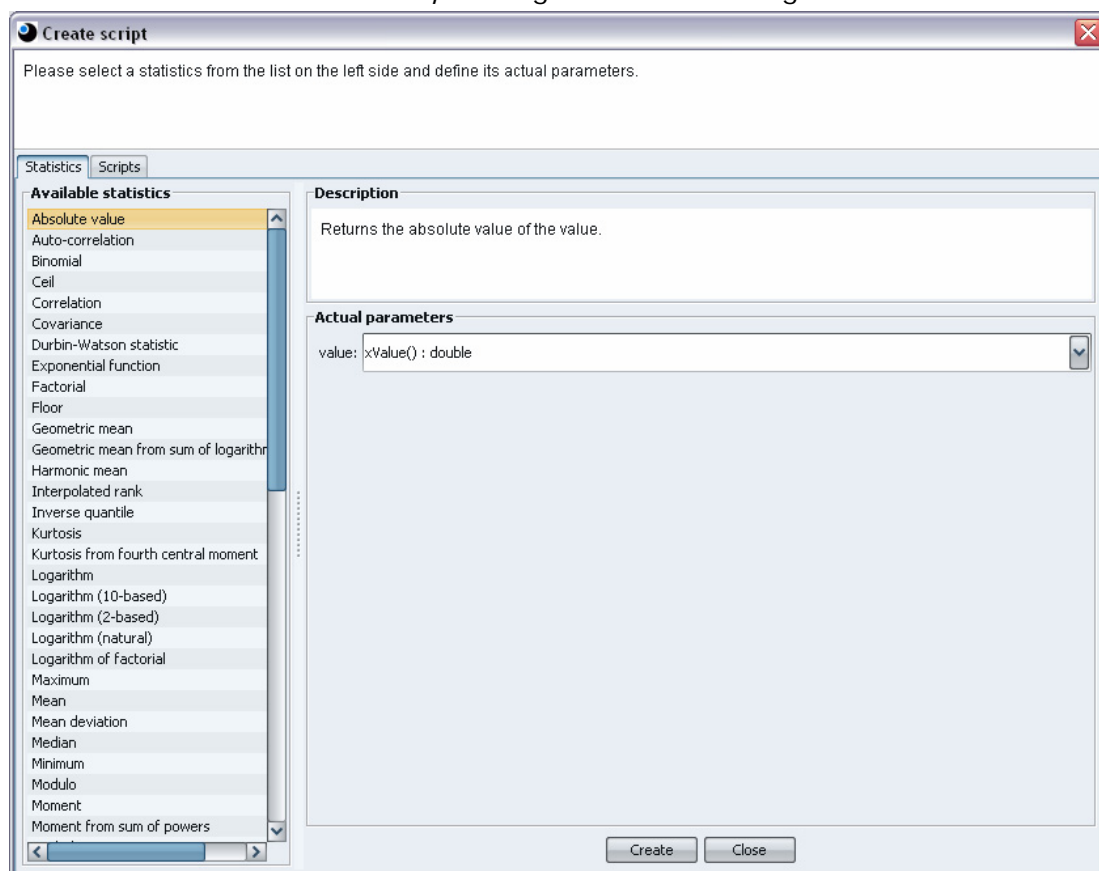 Create script
Please select a statistics from the list on the left side and define its actual parameters.
Statistics Scripts
Available statistics
Absolute value
Auto-correlation
Binomial
Ceil
Correlation
Covariance
Durbin-Watson statistic
Exponential function
Factorial
Floor
Geometric mean
Geometric mean from sum of logarithm
Harmonic mean
Interpolated rank
Inverse quantile
Kurtosis
Kurtosis from fourth central moment
Logarithm
Logarithm (10-based)
Logarithm (2-based)
Logarithm (natural)
Logarithm of factorial
Maximum
Mean
Mean deviation
Median
Minimum
Modulo
Moment
Moment from sum of powers
Description
Returns the absolute value of the value.
Actual parameters
value: xValue() : double
Create Close